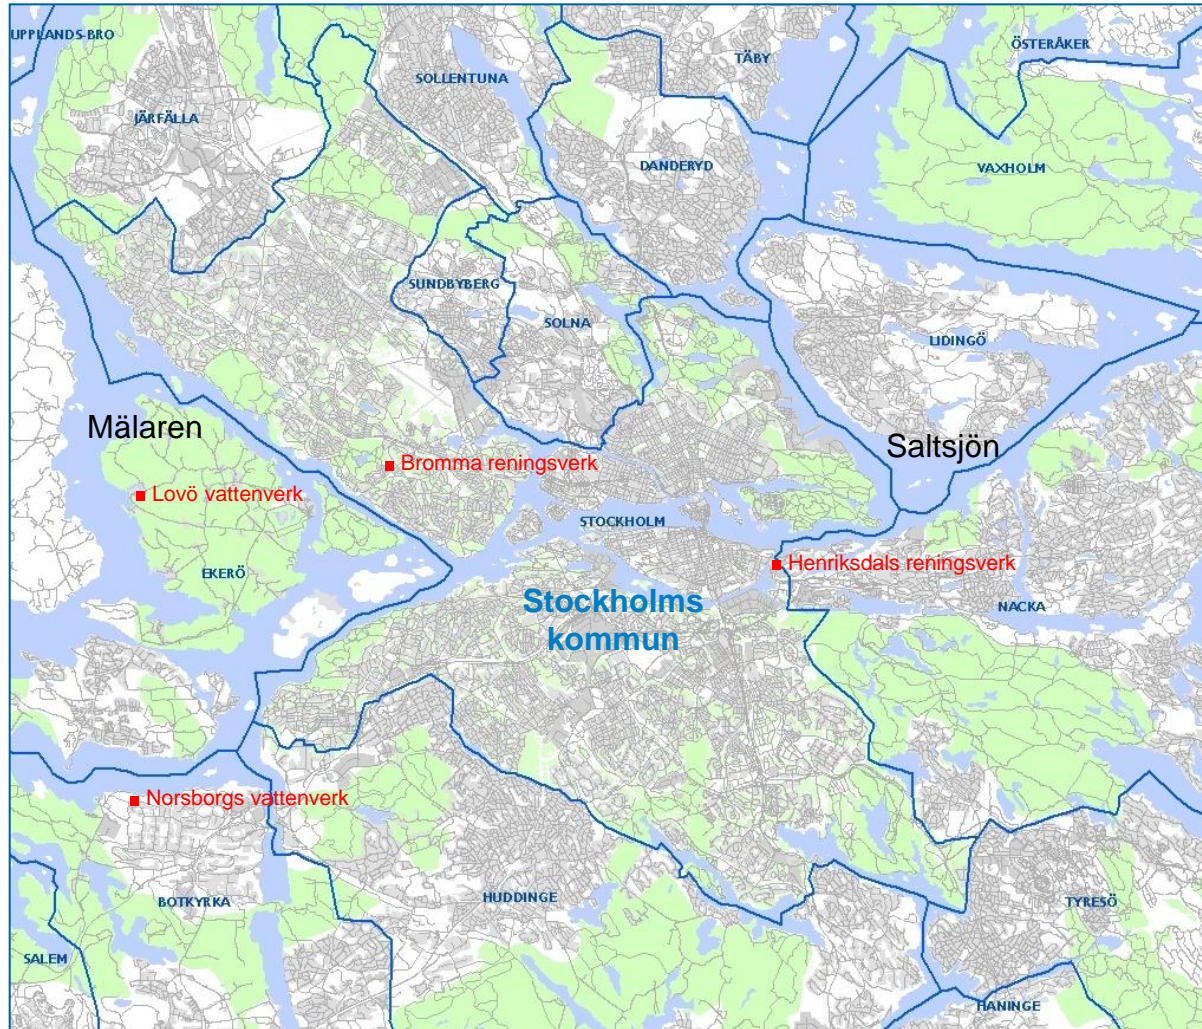 UPPLANDS-BRO
ÖSTERÅKER
TÄBY
SOLLENTUNA
JÄRFÄLLA
DANDERYD
VAXHOLM
SUNDBYBERG
SOLNA
LIDINGÖ
Mälaren
Saltsjön
Bromma reningsverk
Lovö vattenverk
STOCKHOLM
Henriksdals reningsverk
EKERÖ
Stockholms
kommun
NACKA
Norsborgs vattenverk
BOTKYRKA
HUDDINGE
TYRESÖ
SALEM
HANINGE